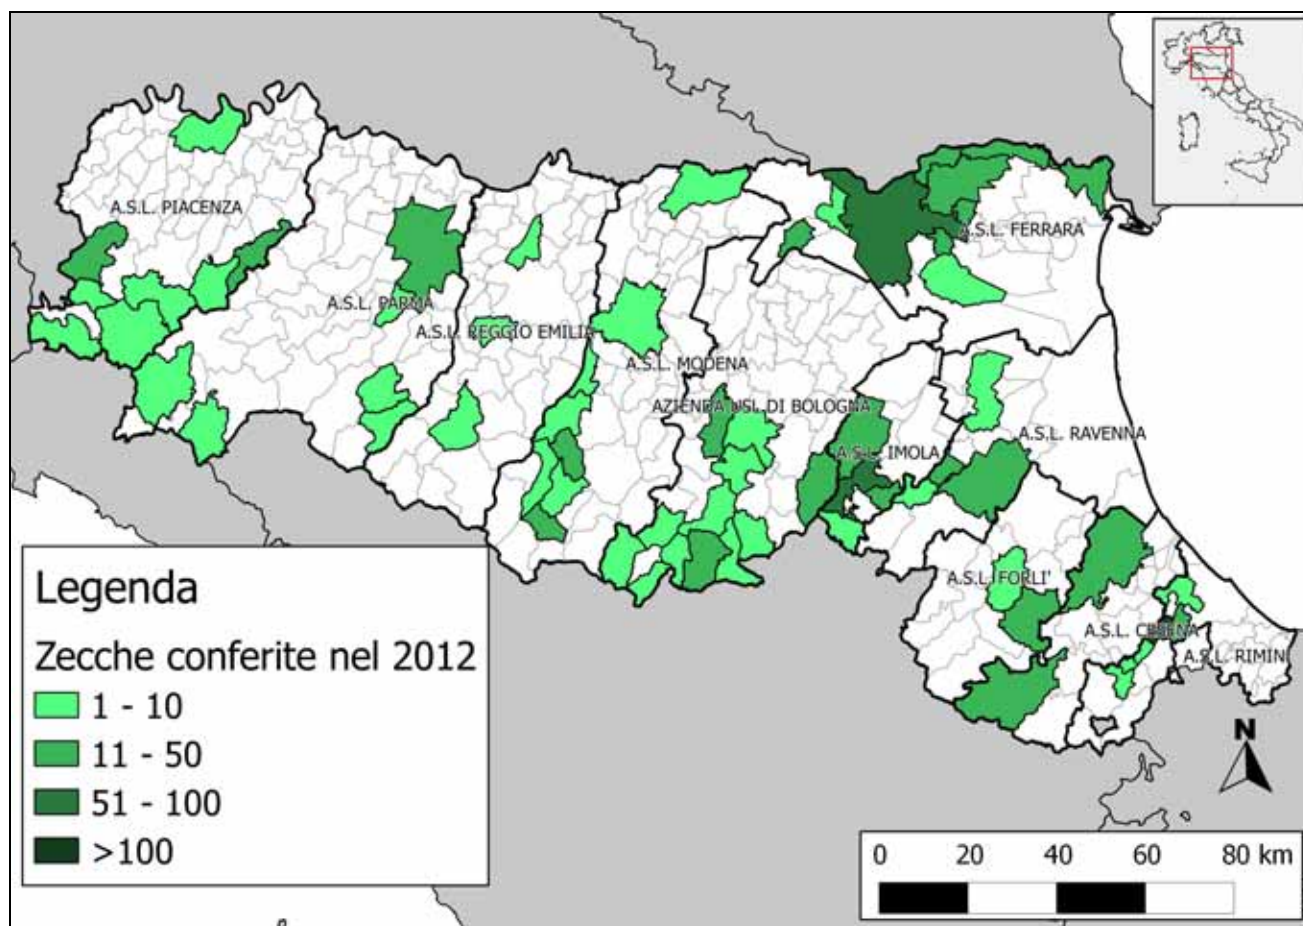 A.S.L. PIACENZA
A.S.L. FERRARA
A.S.L. PARMA
A.S.L. REGGIO EMILIA
A.S.L. MODENA
AZIENDA USL DI BOLOGNA
A.S.L. RAVENNA
A.S.L. IMOLA
A.S.L. FORLI'
A.S.L. CESENA
A.S.L. RIMINI
Legenda
Zecche conferite nel 2012
1 - 10
11 - 50
51 - 100
>100
N
0 20 40 60 80 km